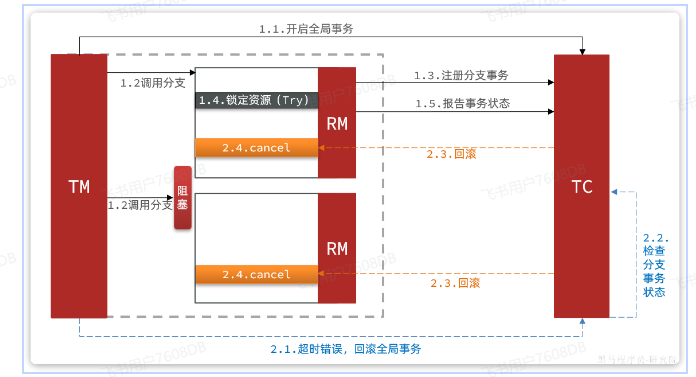 1.1.开启全局事务
1.2调用分支
1.3.注册分支事务
1.4.锁定资源（Try）
1.5.报告事务状态
RM
2.4.cancel
2.3.回滚
TM
TC
1.2调用分支
阻
塞
RM
2.4.cancel
2.3.回滚
2.2.
检查
分支
事务
状态
2.1.超时错误，回滚全局事务
飞书用户7608DB